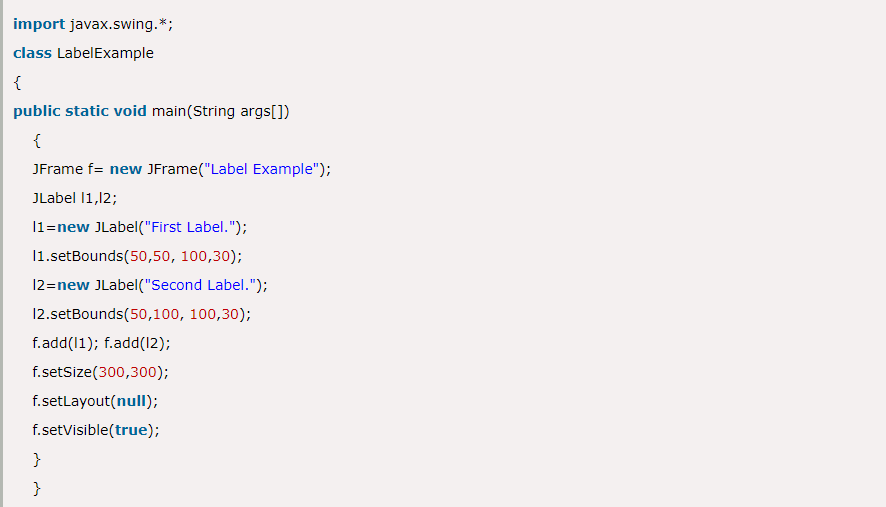 import javax.swing.*;
class LabelExample
{
public static void main(String args[])
{
JFrame f= new JFrame("Label Example");
JLabel l1,l2;
l1=new JLabel("First Label.");
l1.setBounds(50,50, 100,30);
l2=new JLabel("Second Label.");
l2.setBounds(50,100, 100,30);
f.add(l1); f.add(l2);
f.setSize(300,300);
f.setLayout(null);
f.setVisible(true);
}
}